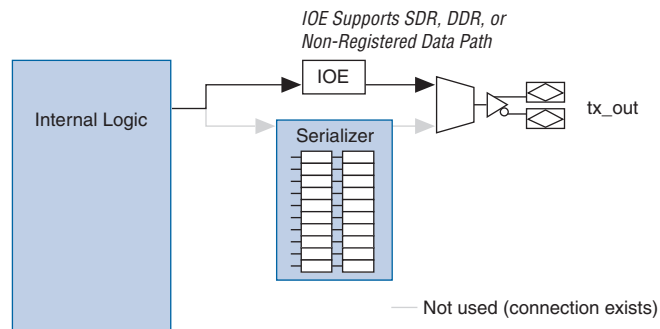 IOE Supports SDR, DDR, or
Non-Registered Data Path
IOE
Internal Logic
tx_out
Serializer
Not used (connection exists)